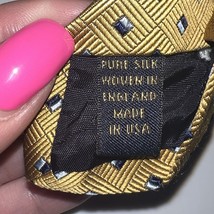 PURE SILK
WOVEN IN
ENGLAND
MADE
IN USA